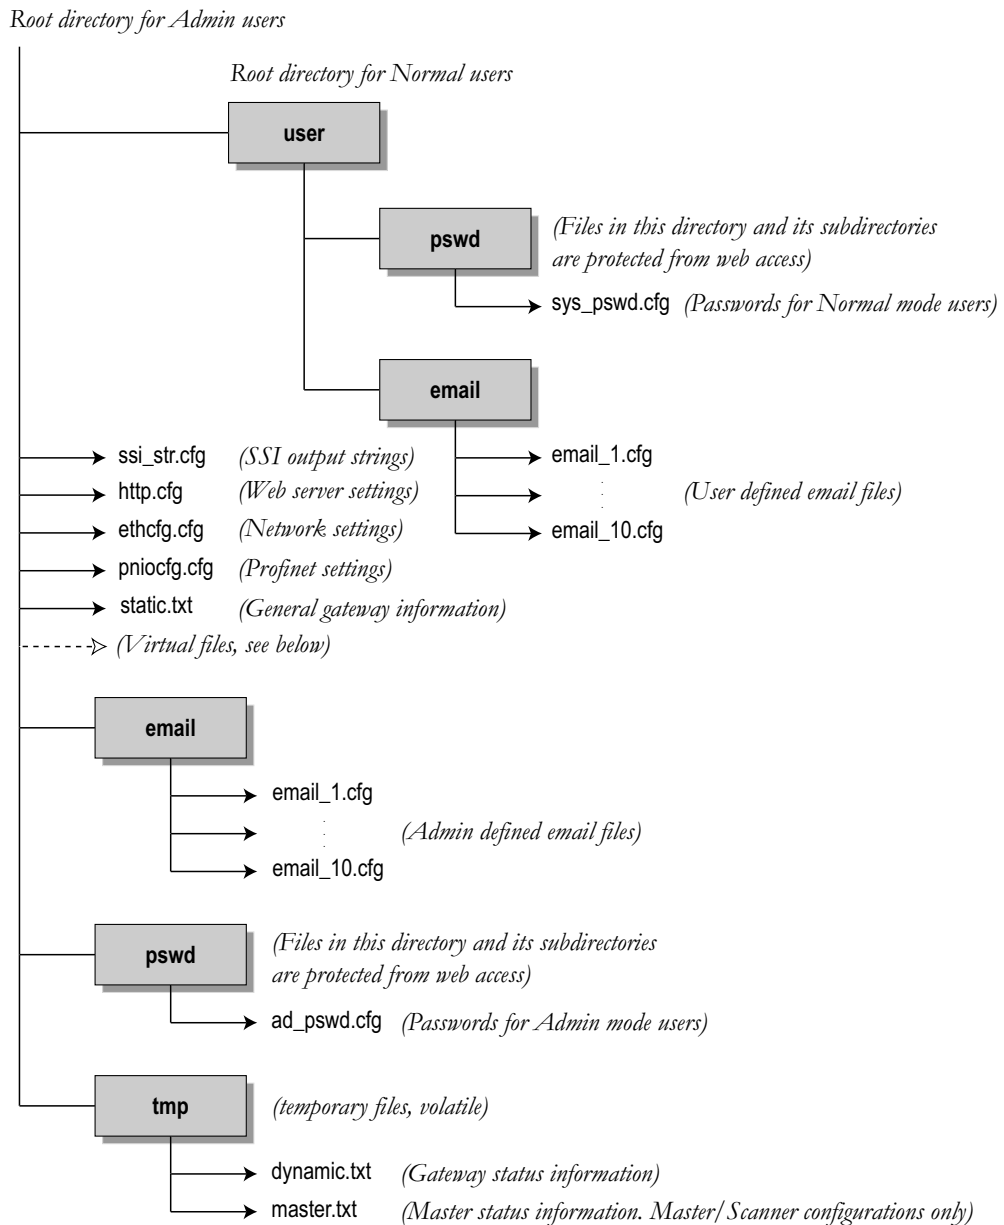 Root directory for Admin users
Root directory for Normal users
user
pswd (Files in this directory and its subdirectories
are protected from web access)
sys_pswd.cfg (Passwords for Normal mode users)
email
ssi_str.cfg (SSI output strings) email_1.cfg
http.cfg (Web server settings) (User defined email files)
ethcfg.cfg (Network settings) email_10.cfg
pniocfg.cfg (Profinet settings)
static.txt (General gateway information)
(Virtual files, see below)
email
email_1.cfg
(Admin defined email files)
email_10.cfg
pswd (Files in this directory and its subdirectories
are protected from web access)
ad_pswd.cfg (Passwords for Admin mode users)
tmp (temporary files, volatile)
dynamic.txt (Gateway status information)
master.txt (Master status information. Master/Scanner configurations only)